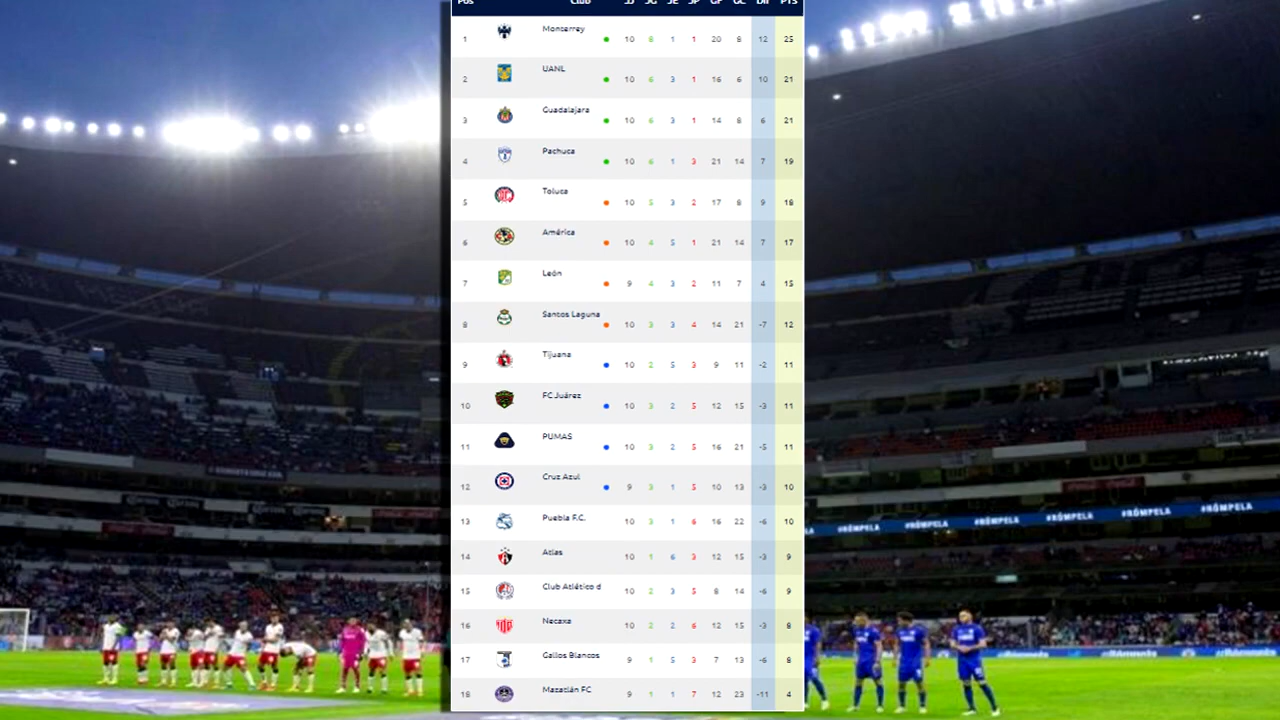 Pos Club JJ JG JE JP GF GC Dif PTS
1 Monterrey 10 8 1 1 20 8 12 25
2 UANL 10 6 3 1 16 6 10 21
3 Guadalajara 10 6 3 1 14 8 6 21
4 Pachuca 10 6 1 3 21 14 7 19
5 Toluca 10 5 3 2 17 8 9 18
6 América 10 4 5 1 21 14 7 17
7 León 9 4 3 2 11 7 4 15
8 Santos Laguna 10 3 3 4 14 21 -7 12
9 Tijuana 10 2 5 3 9 11 -2 11
10 FC Juárez 10 3 2 5 12 15 -3 11
11 PUMAS 10 3 2 5 16 21 -5 11
12 Cruz Azul 9 3 1 5 10 13 -3 10
13 Puebla F.C. 10 3 1 6 16 22 -6 10
14 Atlas 10 1 6 3 12 15 -3 9
15 Club Atlético d 10 2 3 5 8 14 -6 9
16 Necaxa 10 2 2 6 12 15 -3 8
17 Gallos Blancos 9 1 5 3 7 13 -6 8
18 Mazatlán FC 9 1 1 7 12 23 -11 4
#RÓMPELA #RÓMPELA #RÓMPELA #RÓMPELA #RÓMPELA